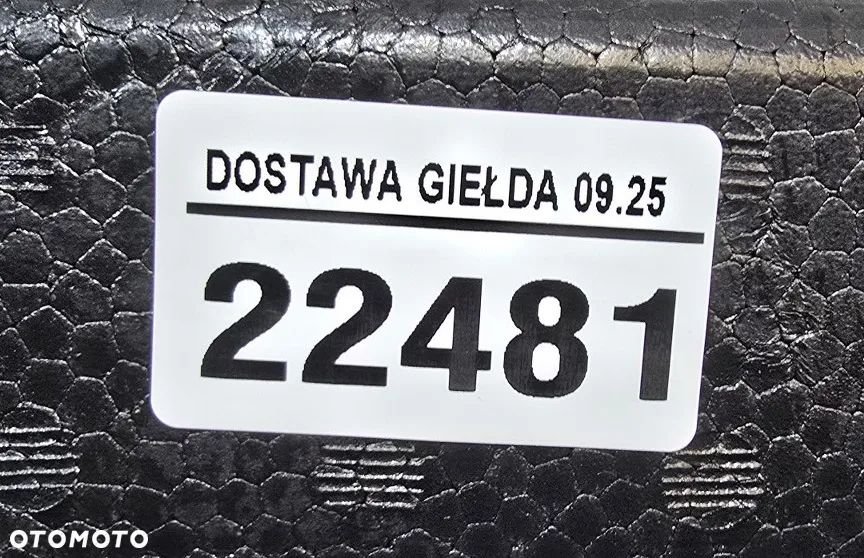 DOSTAWA GIEŁDA 09.25
22481
OTOMOTO